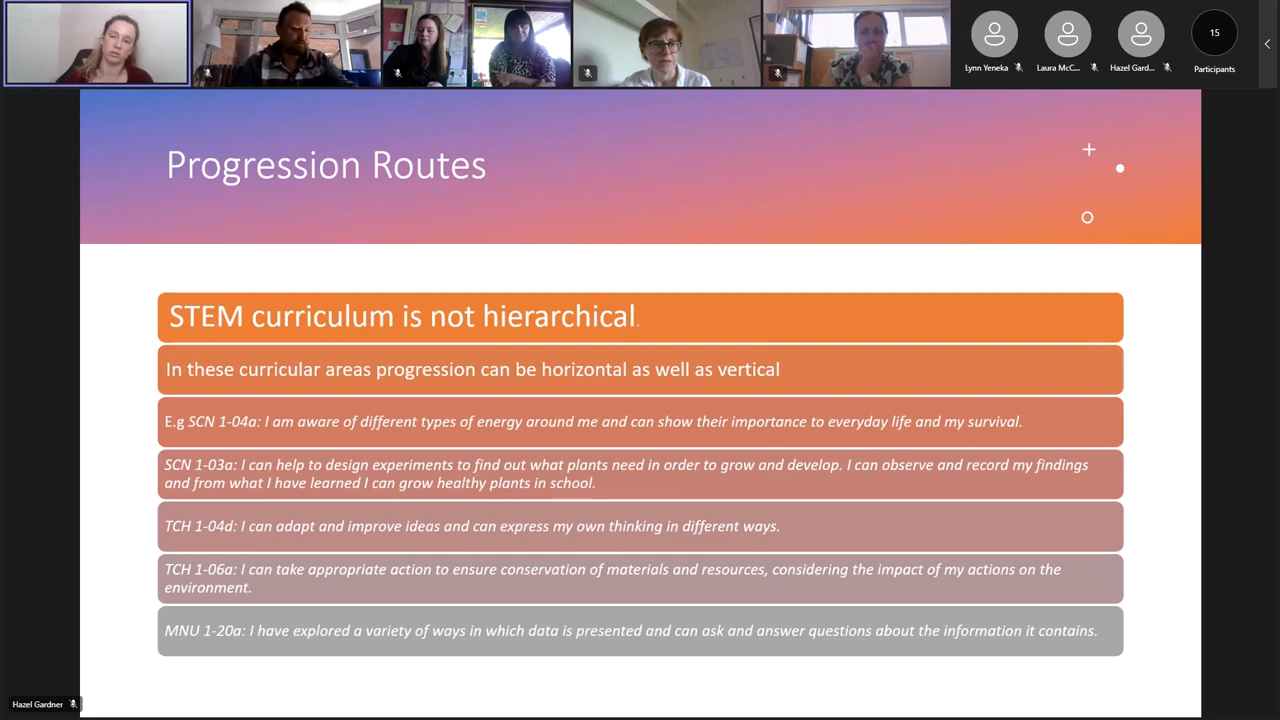 15
Lynn Yeneka
Laura McC...
Hazel Gard...
Participants
Progression Routes
STEM curriculum is not hierarchical.
In these curricular areas progression can be horizontal as well as vertical
E.g SCN 1-04a: I am aware of different types of energy around me and can show their importance to everyday life and my survival.
SCN 1-03a: I can help to design experiments to find out what plants need in order to grow and develop. I can observe and record my findings
and from what I have learned I can grow healthy plants in school.
TCH 1-04d: I can adapt and improve ideas and can express my own thinking in different ways.
TCH 1-06a: I can take appropriate action to ensure conservation of materials and resources, considering the impact of my actions on the
environment.
MNU 1-20a: I have explored a variety of ways in which data is presented and can ask and answer questions about the information it contains.
Hazel Gardner